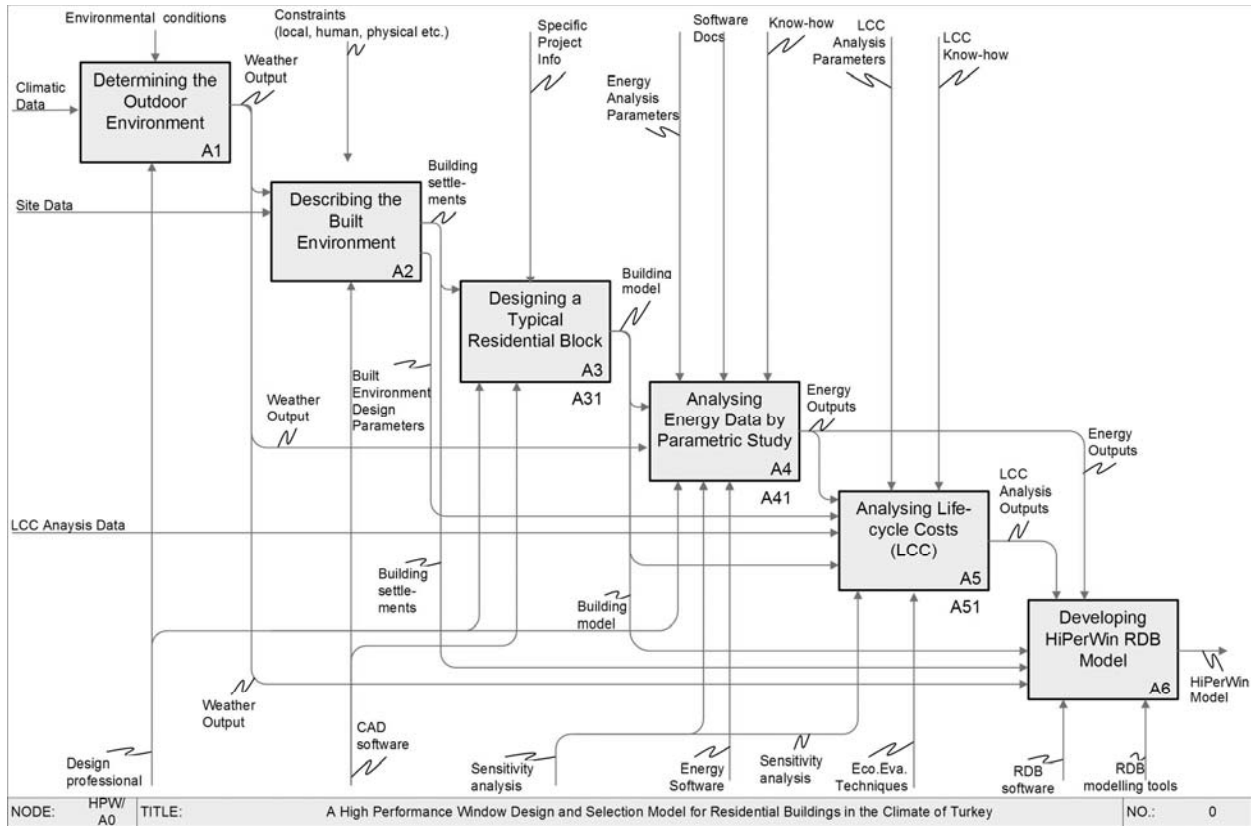 Environmental conditions
Constraints
(local, human, physical etc.)
Specific
Project
Info
Software
Docs
Know-how
LCC
Analysis
Parameters
LCC
Know-how
Weather
Output
Climatic
Data
Determining the
Outdoor
Environment
A1
Energy
Analysis
Parameters
Site Data
Describing the
Built
Environment
A2
Building
settle-
ments
Building
model
Designing a
Typical
Residential Block
A3
A31
Weather
Output
Built
Environment
Design
Parameters
Analysing
Energy Data by
Parametric Study
A4
A41
Energy
Outputs
Energy
Outputs
LCC Anaysis Data
Analysing Life-
cycle Costs
(LCC)
A5
A51
LCC
Analysis
Outputs
Building
settle-
ments
Building
model
Developing
HiPerWin RDB
Model
A6
HiPerWin
Model
Weather
Output
Design
professional
CAD
software
Sensitivity
analysis
Energy
Software
Sensitivity
analysis
Eco.Eva.
Techniques
RDB
software
RDB
modelling tools
NODE:
HPW/
A0
TITLE:
A High Performance Window Design and Selection Model for Residential Buildings in the Climate of Turkey
NO.:
0